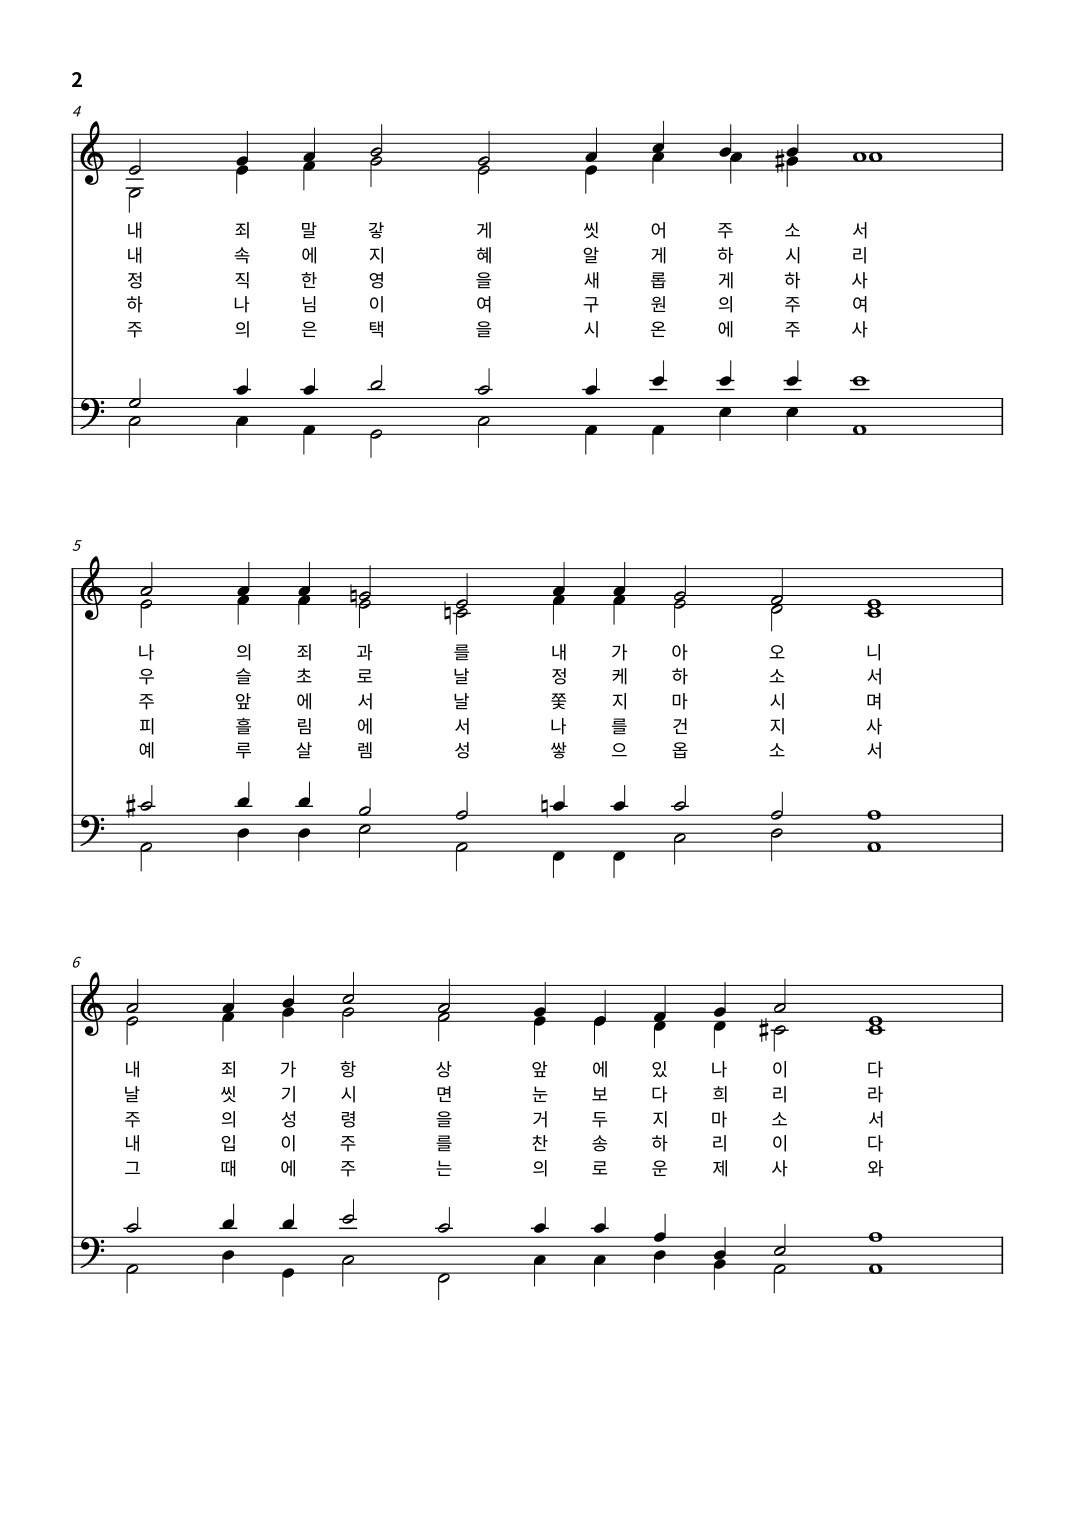 2
4
내 죄 말 갛 게 씻 어 주 소 서
내 속 에 지 혜 알 게 하 시 리
정 직 한 영 을 새 롭 게 하 사
하 나 님 이 여 구 원 의 주 여
주 의 은 택 을 시 온 에 주 사
5
나 의 죄 과 를 내 가 아 오 니
우 슬 초 로 날 정 케 하 소 서
주 앞 에 서 날 쫓 지 마 시 며
피 흘 림 에 서 나 를 건 지 사
예 루 살 렘 성 쌓 으 옵 소 서
6
내 죄 가 항 상 앞 에 있 나 이 다
날 씻 기 시 면 눈 보 다 희 리 라
주 의 성 령 을 거 두 지 마 소 서
내 입 이 주 를 찬 송 하 리 이 다
그 때 에 주 는 의 로 운 제 사 와